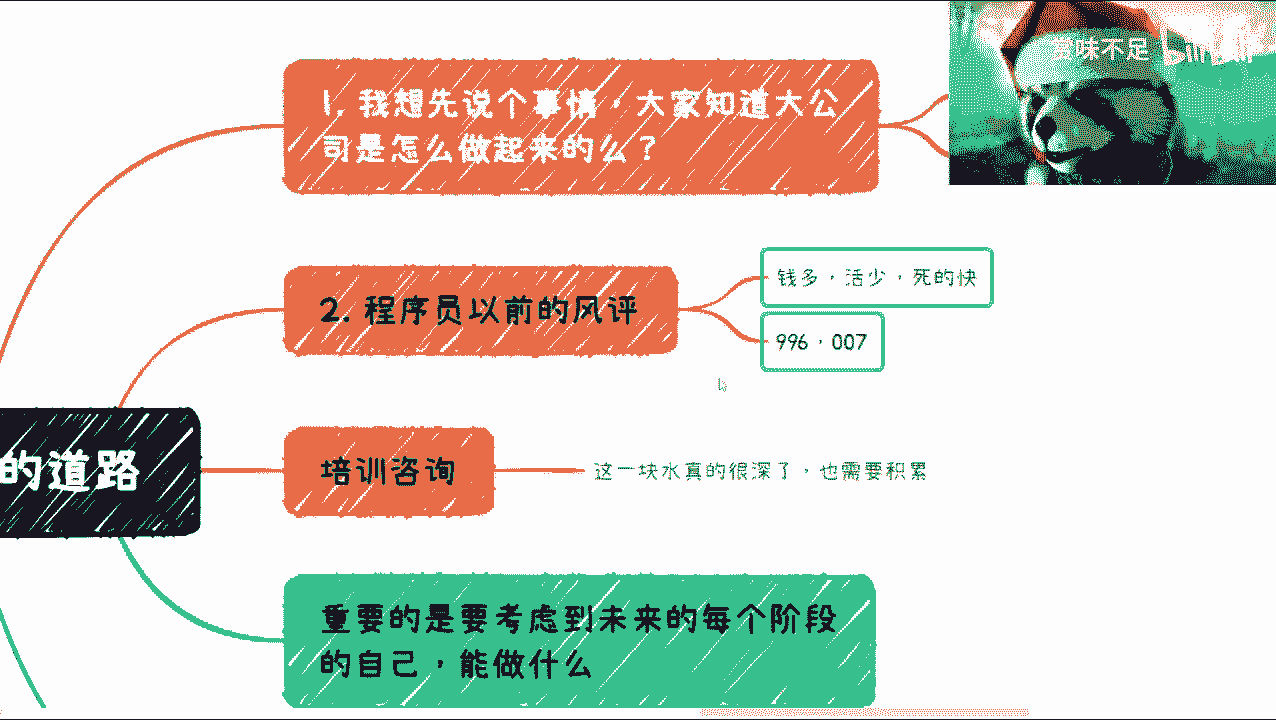 赏味不足 bilibili
1. 我想先说个事情，大家知道大公
司是怎么做起来的么？
2. 程序员以前的风评
钱多，活少，死的快
996，007
的道路
培训咨询
这一块水真的很深了，也需要积累
重要的是要考虑到未来的每个阶段
的自己，能做什么